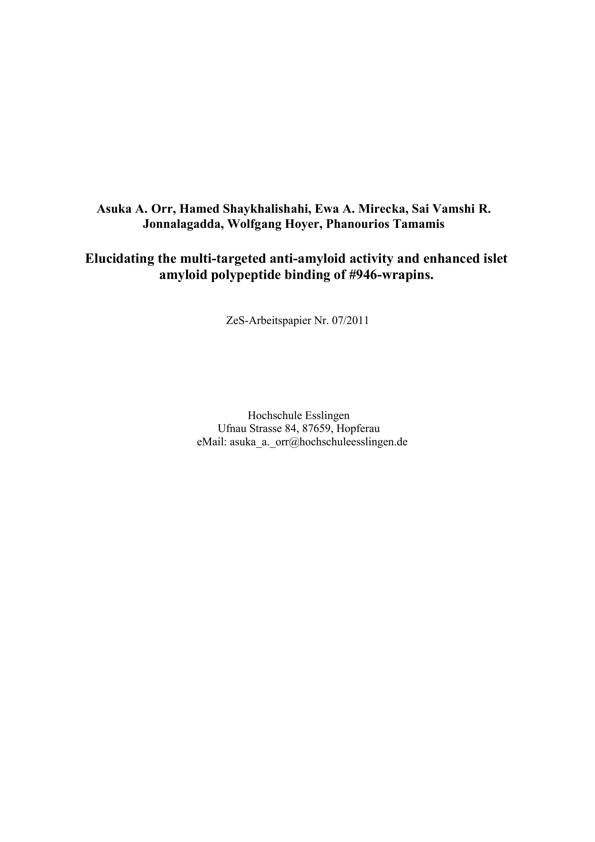 Asuka A. Orr, Hamed Shaykhalishahi, Ewa A. Mirecka, Sai Vamshi R.
Jonnalagadda, Wolfgang Hoyer, Phanourios Tamamis
Elucidating the multi-targeted anti-amyloid activity and enhanced islet
amyloid polypeptide binding of #946-wrapins.
ZeS-Arbeitspapier Nr. 07/2011
Hochschule Esslingen
Ufnau Strasse 84, 87659, Hopferau
eMail: asuka_a._orr@hochschuleesslingen.de